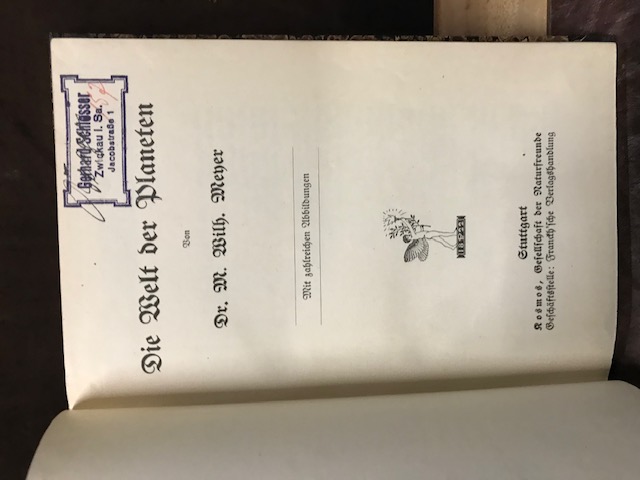 Gerhard Schlosser
Zwickau i. Sa.
Jacobstraße 1
Die Welt der Planeten
Von
Dr. M. Wilh. Meyer
Mit zahlreichen Abbildungen
Stuttgart
Kosmos, Gesellschaft der Naturfreunde
Geschäftsstelle: Franckh'sche Verlagshandlung